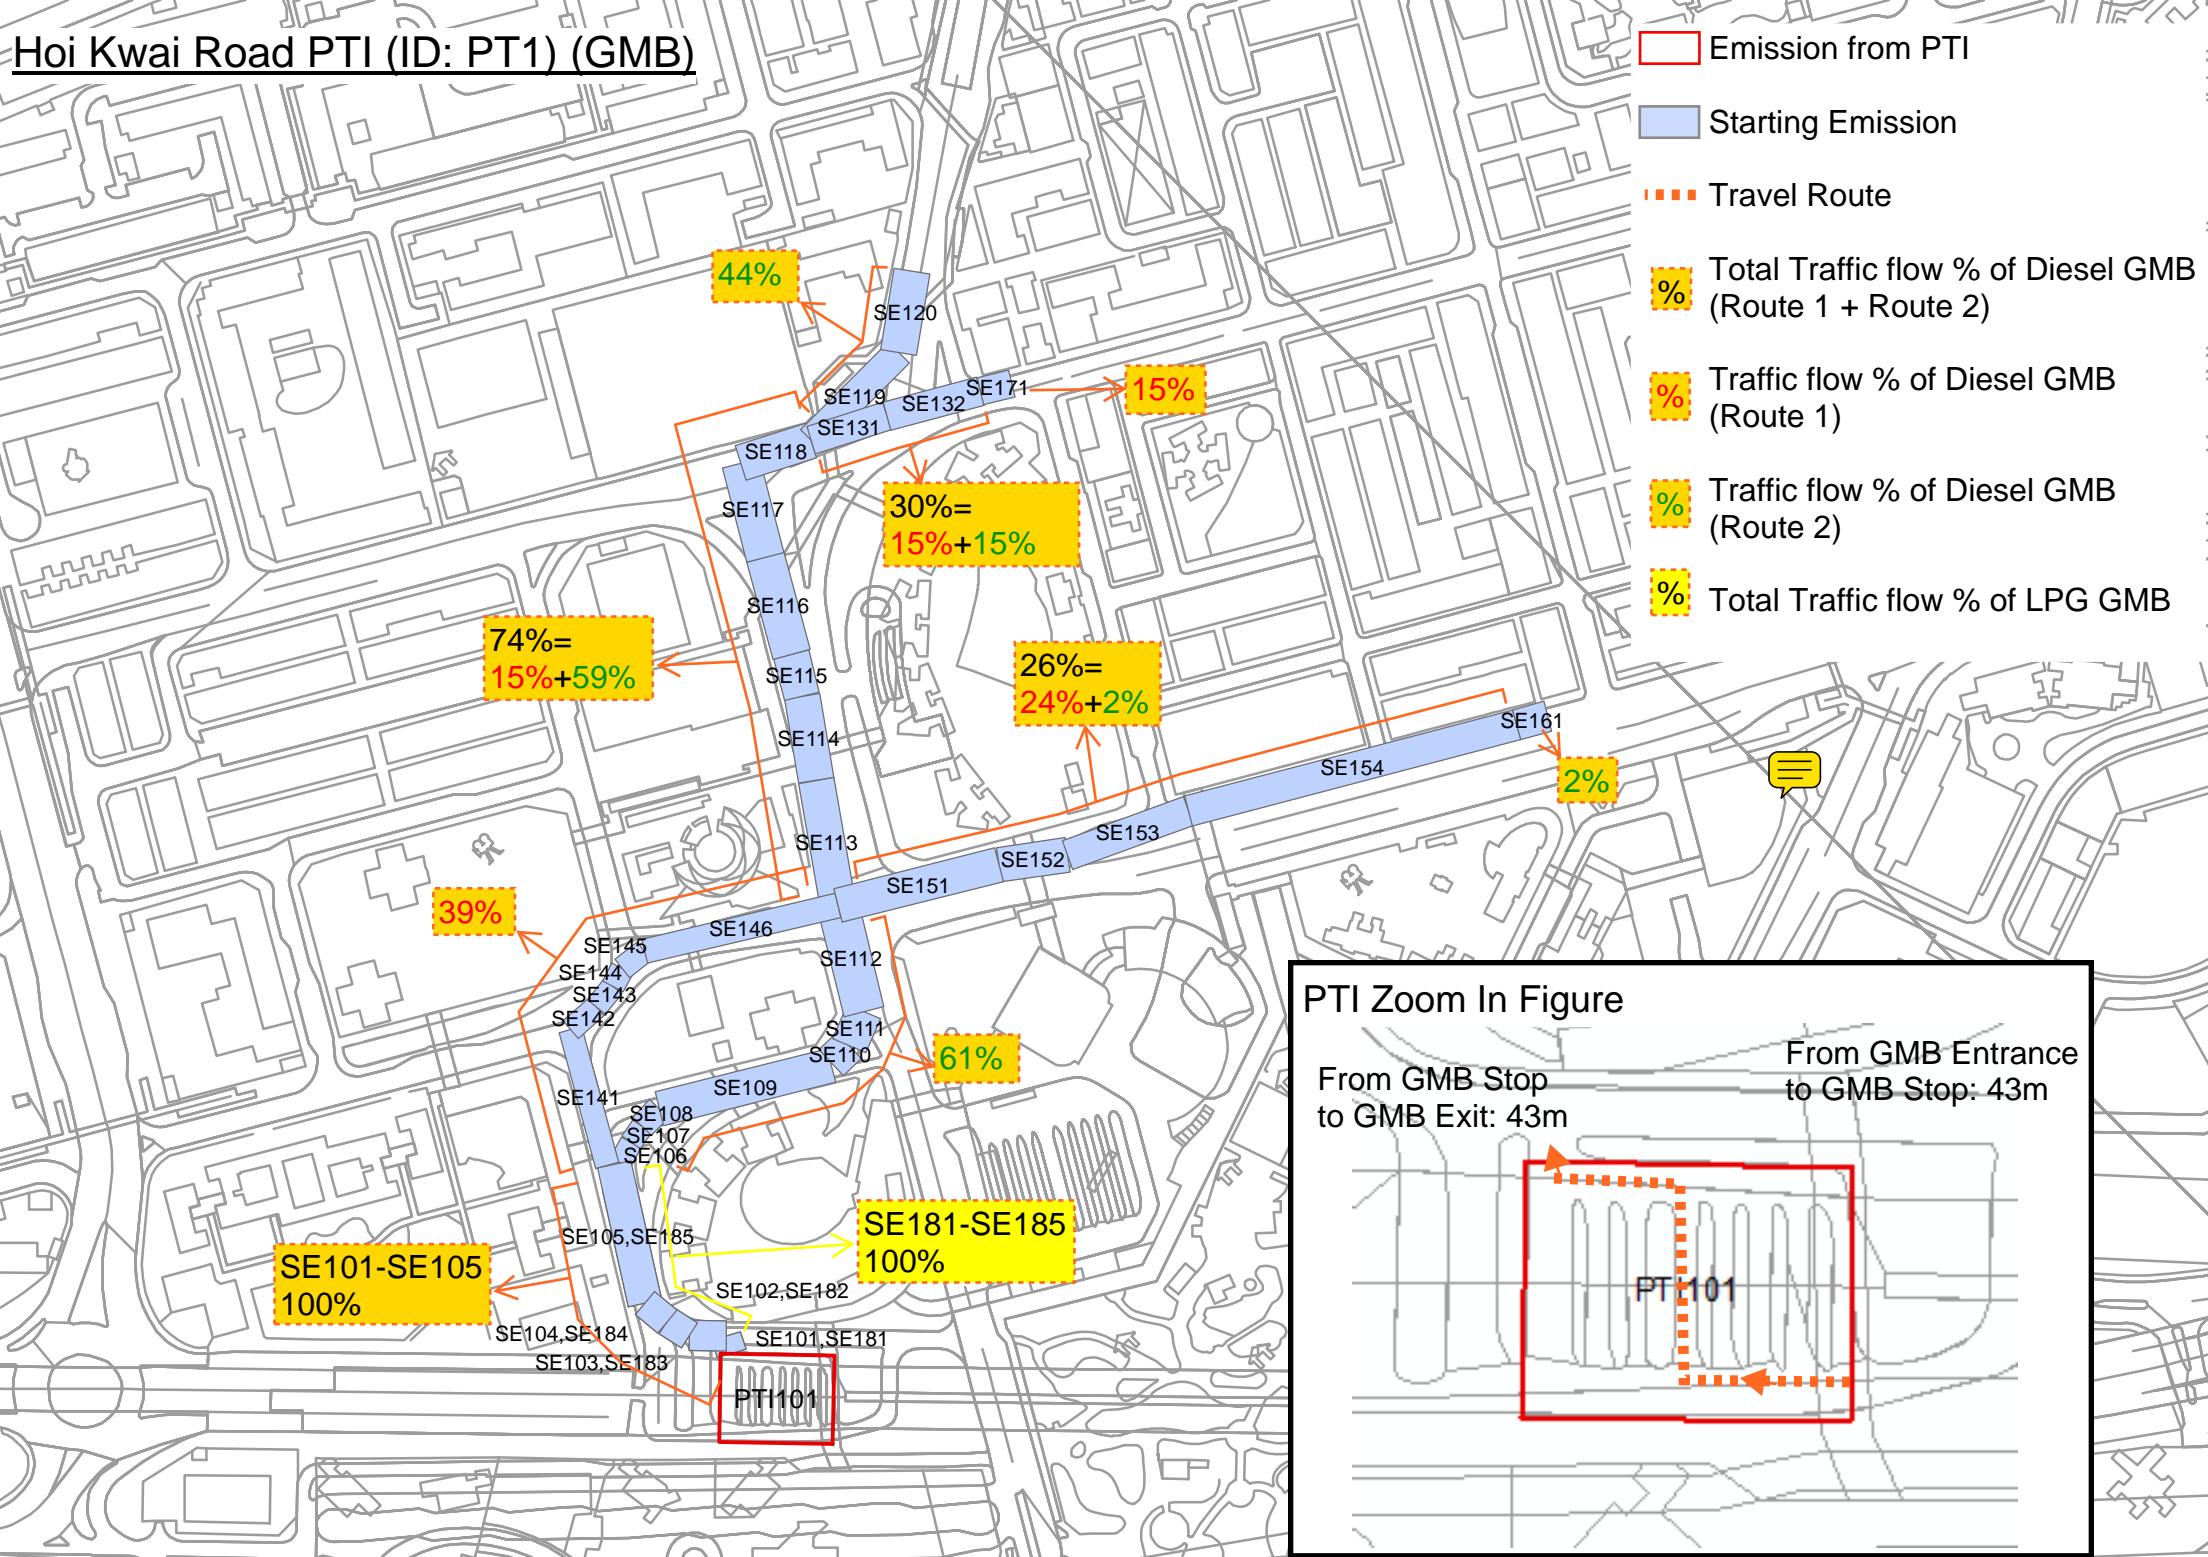 Hoi Kwai Road PTI (ID: PT1) (GMB)
Emission from PTI
Starting Emission
Travel Route
% Total Traffic flow % of Diesel GMB
(Route 1 + Route 2)
% Traffic flow % of Diesel GMB
(Route 1)
% Traffic flow % of Diesel GMB
(Route 2)
% Total Traffic flow % of LPG GMB
44%
SE120
SE171
15%
SE119
SE132
SE131
SE118
SE117
30%=
15%+15%
SE116
74%=
15%+59%
SE115
26%=
24%+2%
SE114
SE161
SE154
2%
SE153
SE113
SE152
SE151
39%
SE146
SE145
SE112
SE144
SE143
SE142
SE111
SE110
61%
SE109
SE141
SE108
SE107
SE106
SE105,SE185
SE181-SE185
100%
SE101-SE105
100%
SE102,SE182
SE104,SE184
SE101,SE181
SE103,SE183
PTI101
PTI Zoom In Figure
From GMB Entrance
to GMB Stop: 43m
From GMB Stop
to GMB Exit: 43m
PTI101